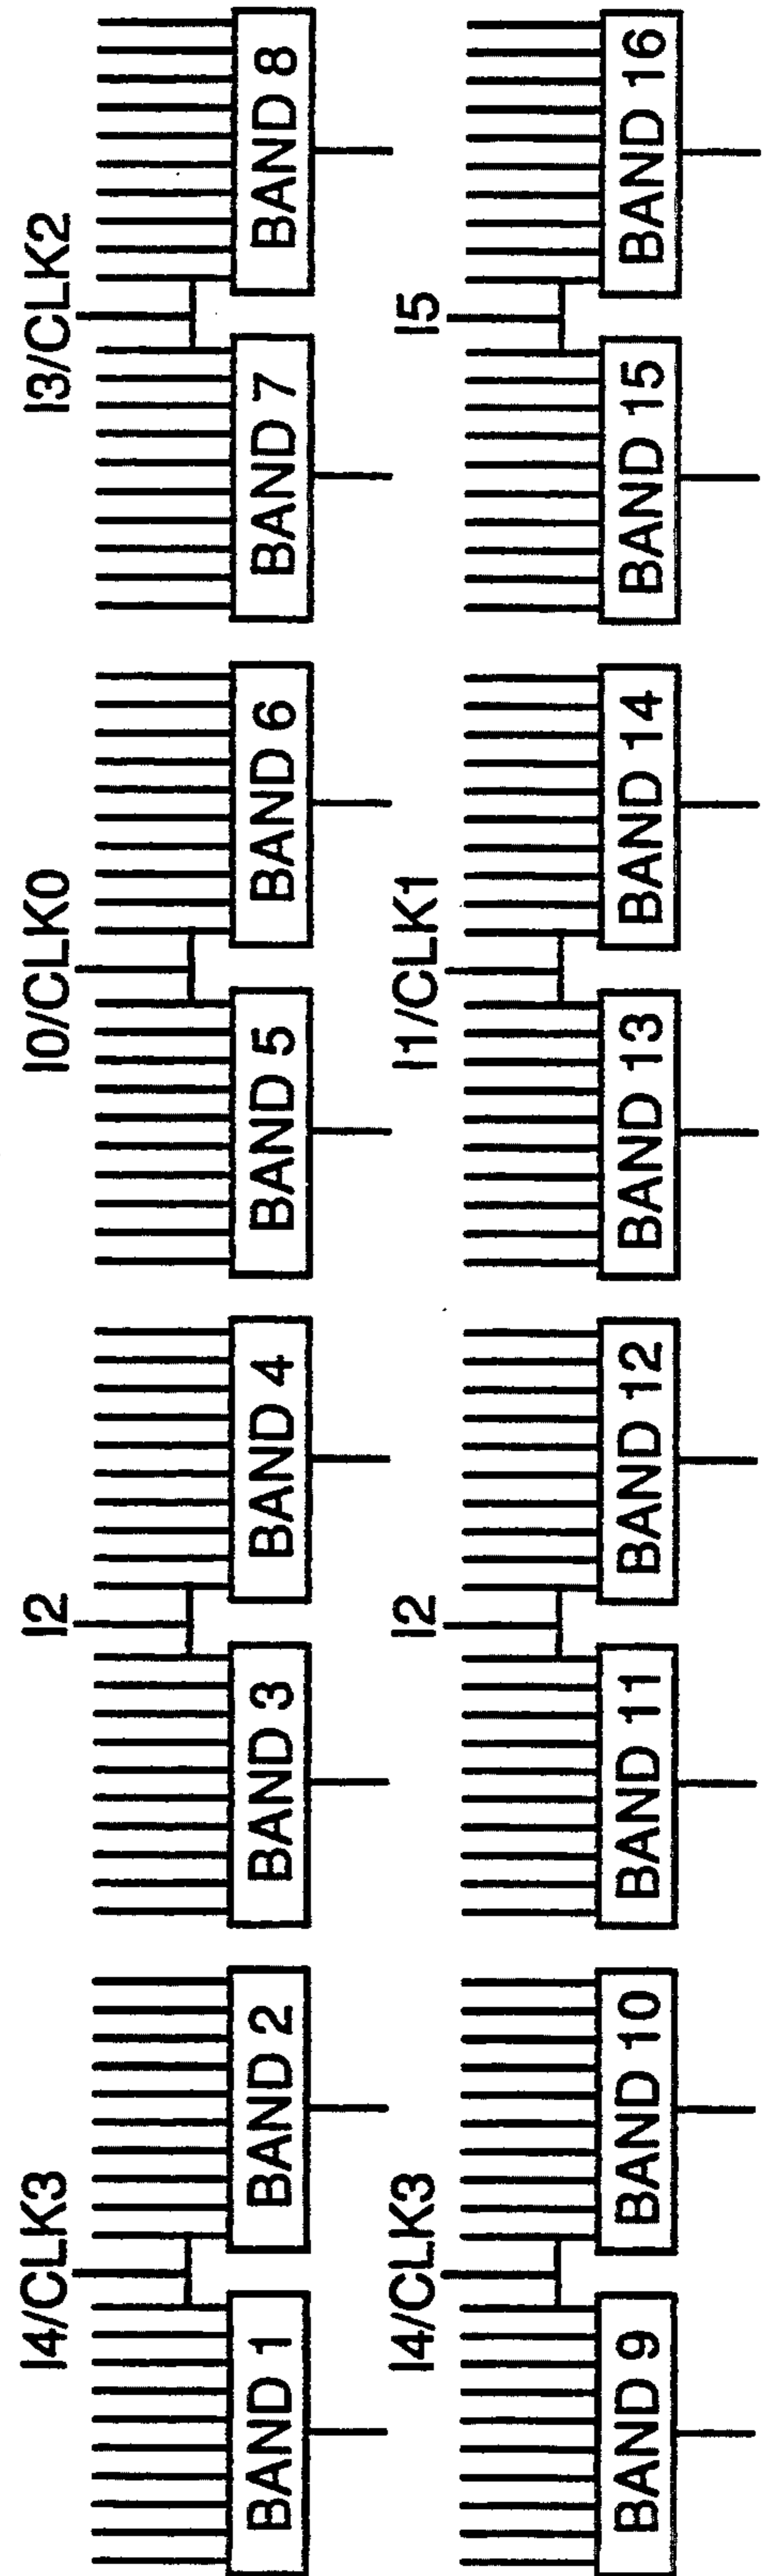 I4/CLK3
I2
I0/CLK0
I3/CLK2
BAND 1
BAND 2
BAND 3
BAND 4
BAND 5
BAND 6
BAND 7
BAND 8
I4/CLK3
I2
I1/CLK1
I5
BAND 9
BAND 10
BAND 11
BAND 12
BAND 13
BAND 14
BAND 15
BAND 16